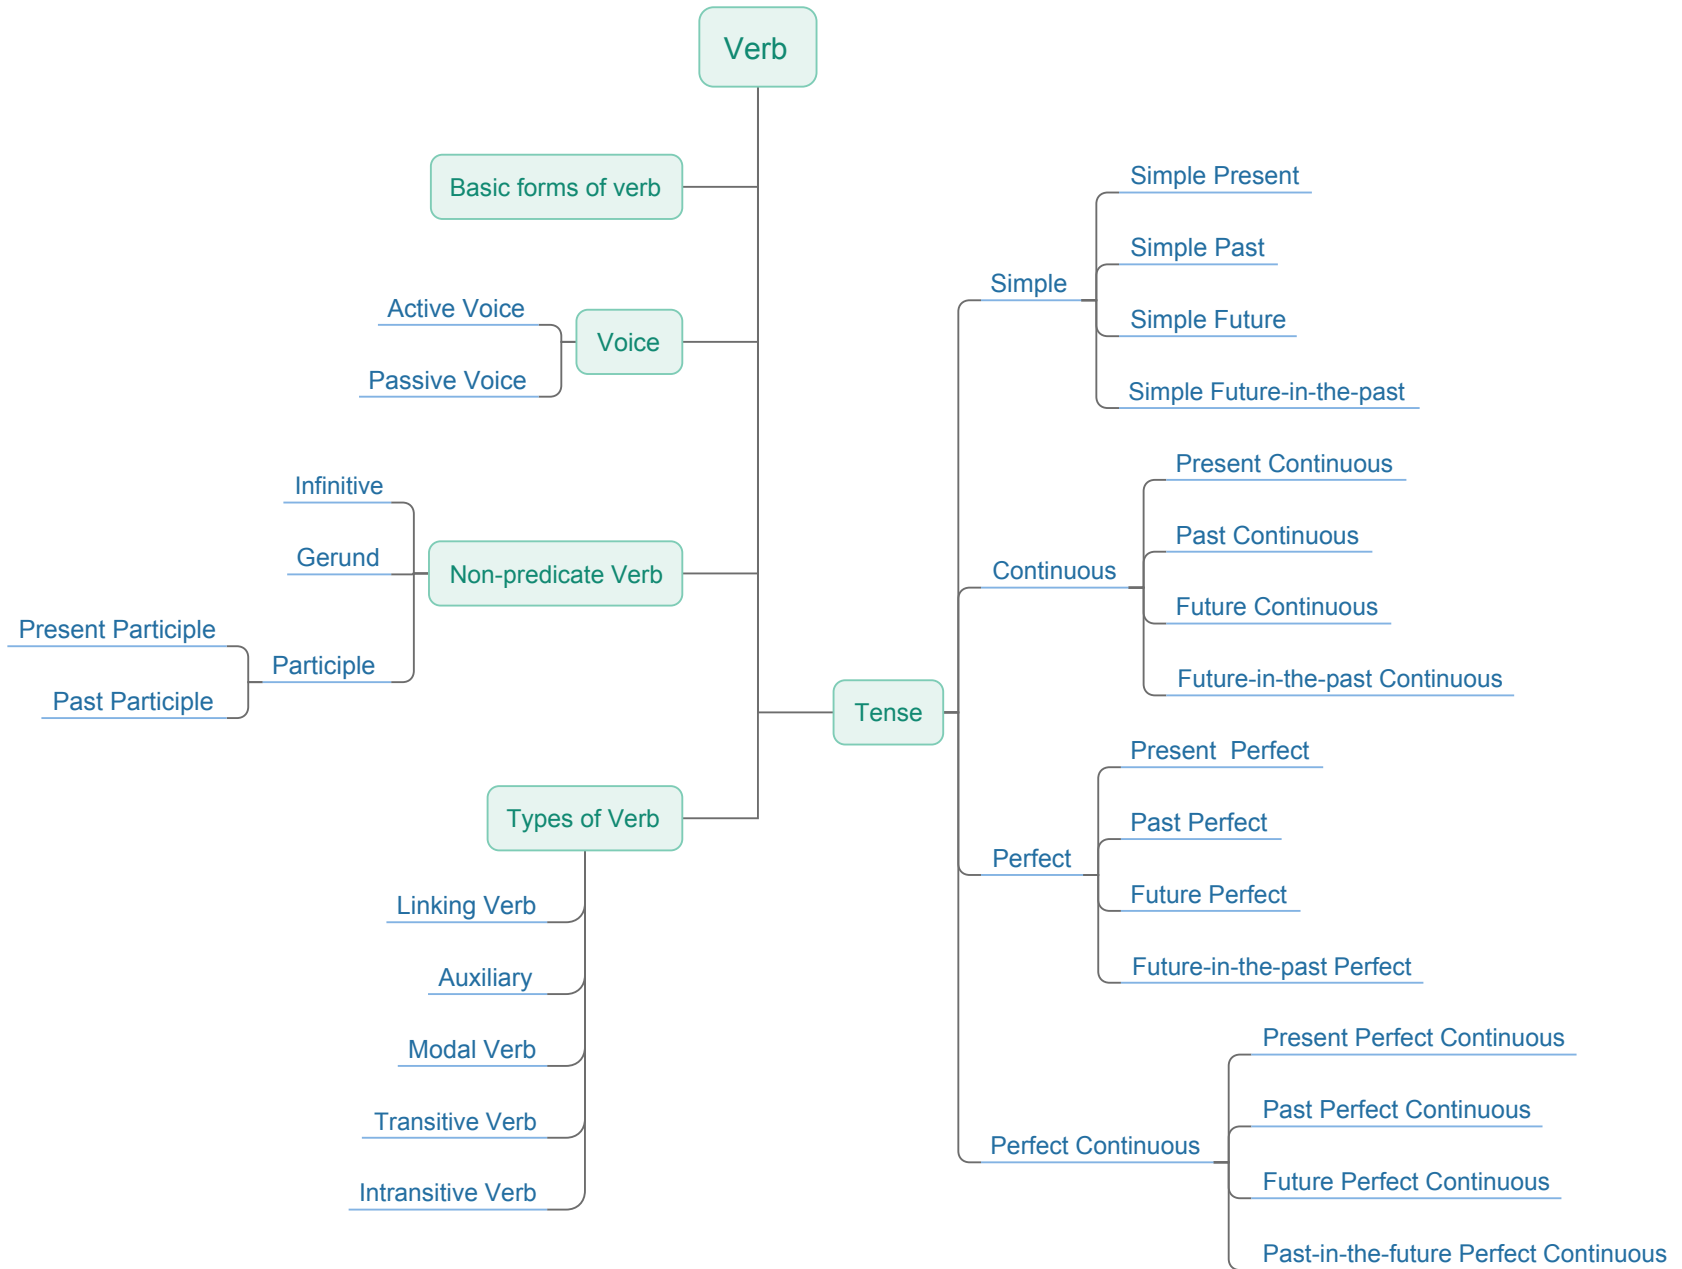 Verb
Basic forms of verb
Voice
Active Voice
Passive Voice
Non-predicate Verb
Infinitive
Gerund
Participle
Present Participle
Past Participle
Types of Verb
Linking Verb
Auxiliary
Modal Verb
Transitive Verb
Intransitive Verb
Tense
Simple
Simple Present
Simple Past
Simple Future
Simple Future-in-the-past
Continuous
Present Continuous
Past Continuous
Future Continuous
Future-in-the-past Continuous
Perfect
Present  Perfect
Past Perfect
Future Perfect
Future-in-the-past Perfect
Perfect Continuous
Present Perfect Continuous
Past Perfect Continuous
Future Perfect Continuous
Past-in-the-future Perfect Continuous